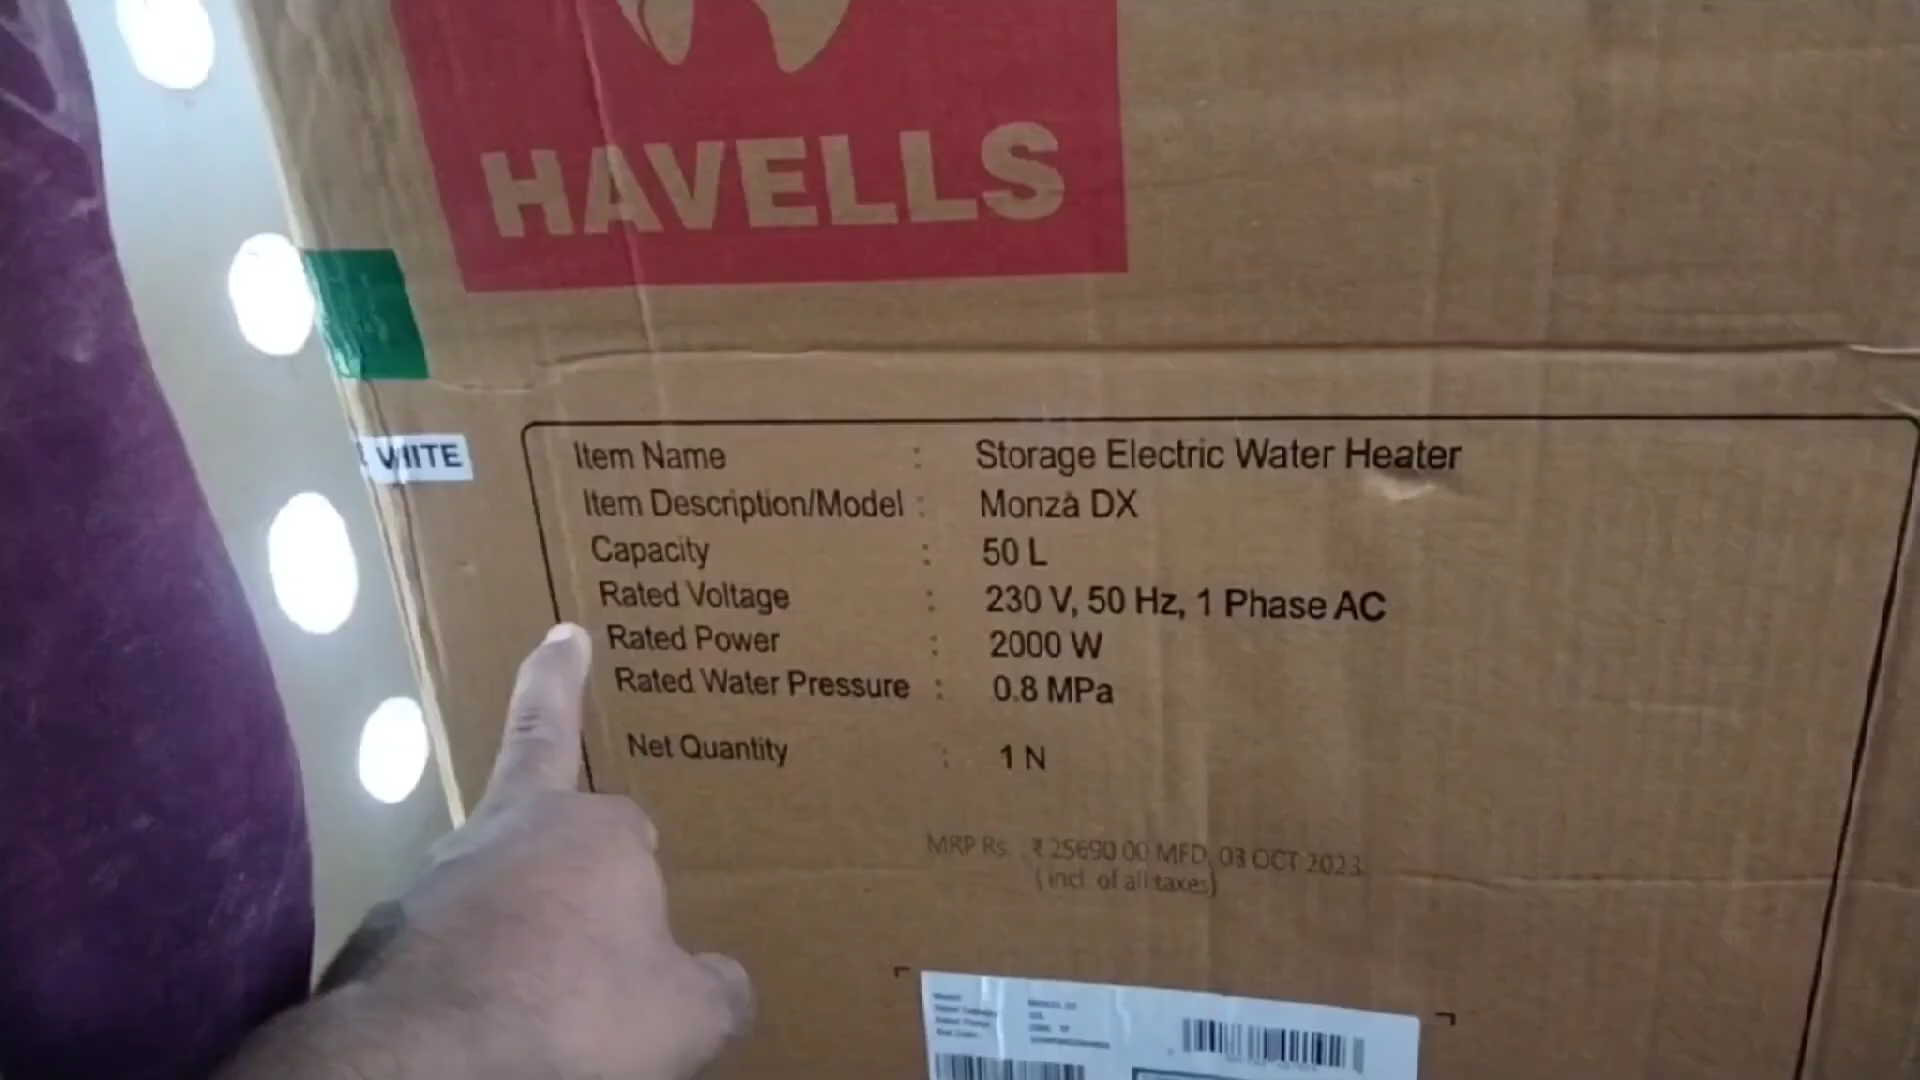 HAVELLS
WHITE
Item Name : Storage Electric Water Heater
Item Description/Model : Monza DX
Capacity : 50 L
Rated Voltage : 230 V, 50 Hz, 1 Phase AC
Rated Power : 2000 W
Rated Water Pressure : 0.8 MPa
Net Quantity : 1 N
MRP Rs. : ₹ 25690.00 MFD. 03 OCT 2023
(incl. of all taxes)